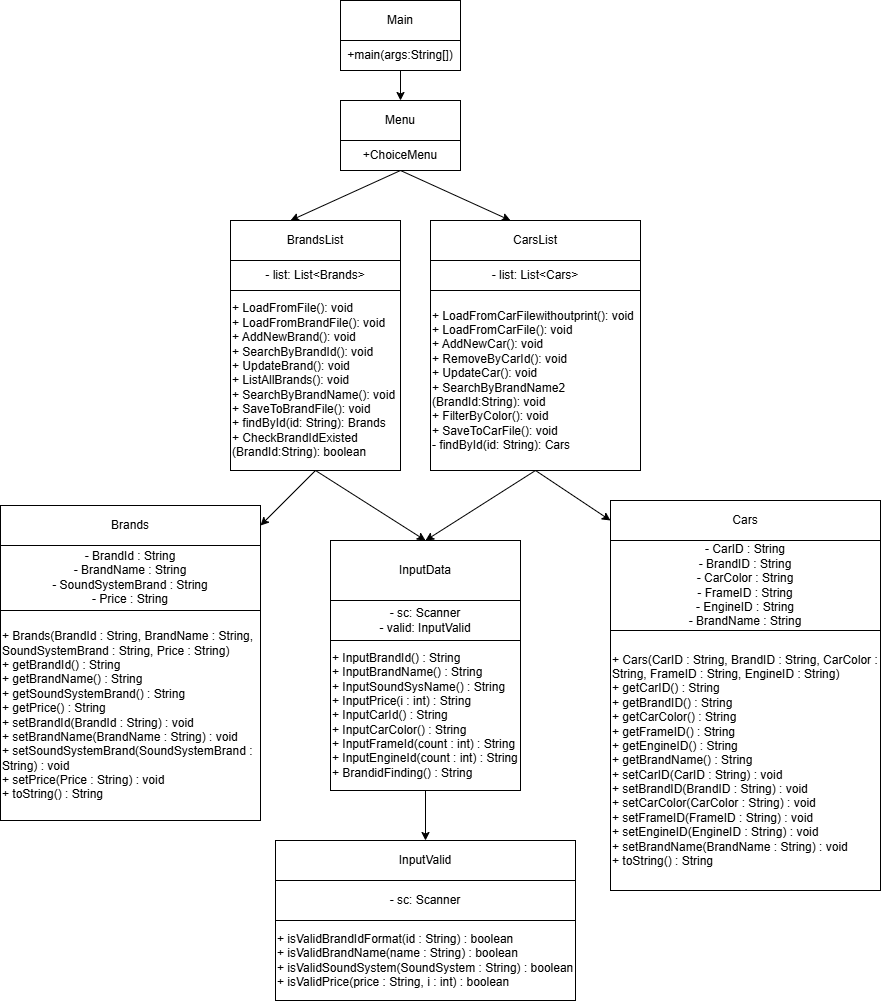 Main
+main(args:String[])
Menu
+ChoiceMenu
BrandsList
- list: List<Brands>
+ LoadFromFile(): void
+ LoadFromBrandFile(): void
+ AddNewBrand(): void
+ SearchByBrandId(): void
+ UpdateBrand(): void
+ ListAllBrands(): void
+ SearchByBrandName(): void
+ SaveToBrandFile(): void
+ findById(id: String): Brands
+ CheckBrandIdExisted
(BrandId:String): boolean
CarsList
- list: List<Cars>
+ LoadFromCarFilewithoutprint(): void
+ LoadFromCarFile(): void
+ AddNewCar(): void
+ RemoveByCarId(): void
+ UpdateCar(): void
+ SearchByBrandName2
(BrandId:String): void
+ FilterByColor(): void
+ SaveToCarFile(): void
- findById(id: String): Cars
Brands
- BrandId : String
- BrandName : String
- SoundSystemBrand : String
- Price : String
+ Brands(BrandId : String, BrandName : String,
SoundSystemBrand : String, Price : String)
+ getBrandId() : String
+ getBrandName() : String
+ getSoundSystemBrand() : String
+ getPrice() : String
+ setBrandId(BrandId : String) : void
+ setBrandName(BrandName : String) : void
+ setSoundSystemBrand(SoundSystemBrand :
String) : void
+ setPrice(Price : String) : void
+ toString() : String
InputData
- sc: Scanner
- valid: InputValid
+ InputBrandId() : String
+ InputBrandName() : String
+ InputSoundSysName() : String
+ InputPrice(i : int) : String
+ InputCarId() : String
+ InputCarColor() : String
+ InputFrameId(count : int) : String
+ InputEngineId(count : int) : String
+ BrandidFinding() : String
Cars
- CarID : String
- BrandID : String
- CarColor : String
- FrameID : String
- EngineID : String
- BrandName : String
+ Cars(CarID : String, BrandID : String, CarColor :
String, FrameID : String, EngineID : String)
+ getCarID() : String
+ getBrandID() : String
+ getCarColor() : String
+ getFrameID() : String
+ getEngineID() : String
+ getBrandName() : String
+ setCarID(CarID : String) : void
+ setBrandID(BrandID : String) : void
+ setCarColor(CarColor : String) : void
+ setFrameID(FrameID : String) : void
+ setEngineID(EngineID : String) : void
+ setBrandName(BrandName : String) : void
+ toString() : String
InputValid
- sc: Scanner
+ isValidBrandIdFormat(id : String) : boolean
+ isValidBrandName(name : String) : boolean
+ isValidSoundSystem(SoundSystem : String) : boolean
+ isValidPrice(price : String, i : int) : boolean